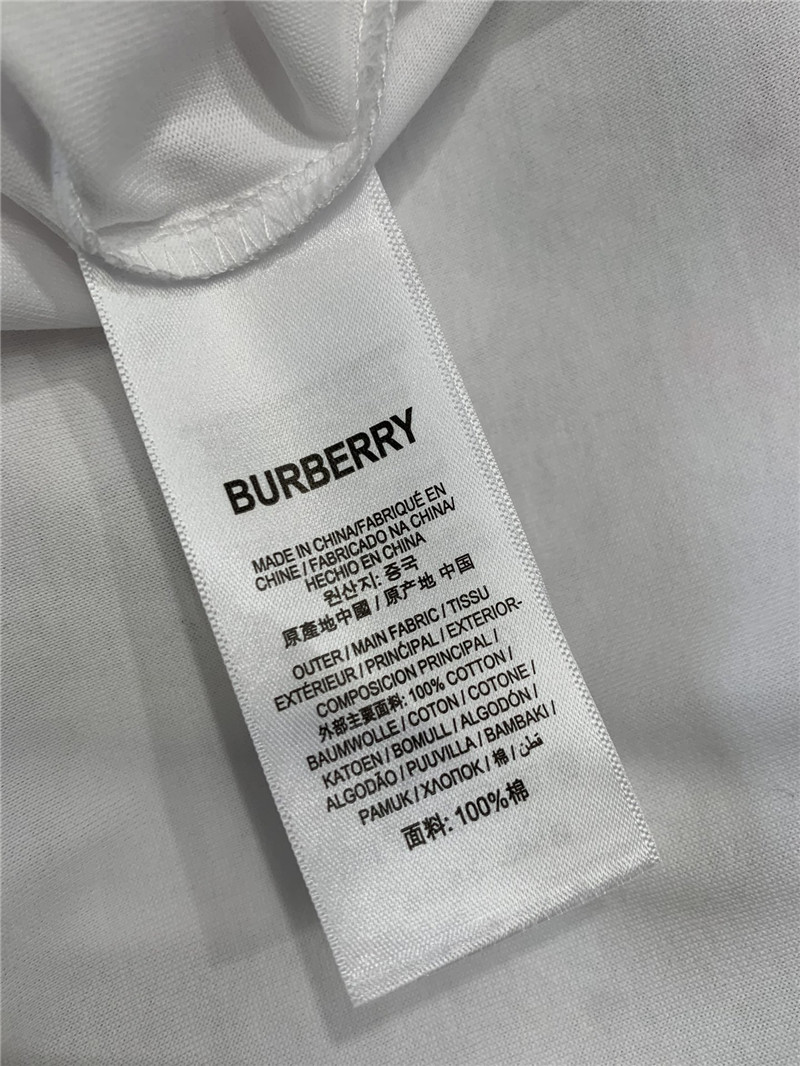 BURBERRY
MADE IN CHINA/FABRIQUÉ EN
CHINE / FABRICADO NA CHINA/
HECHIO EN CHINA
원산지: 중국
原產地中國 / 原产地 中国
OUTER / MAIN FABRIC / TISSU
EXTÉRIEUR / PRINĆIPAL / EXTERIOR-
COMPOSICION PRINCIPAL /
外部主要面料: 100% COTTON /
BAUMWOLLE / COTON / COTONE /
KATOEN / BOMULL / ALGODÓN /
ALGODÃO / PUUVILLA / BAMBAKI /
PAMUK / ХЛОПОК / 棉 / قطن
面料: 100%棉